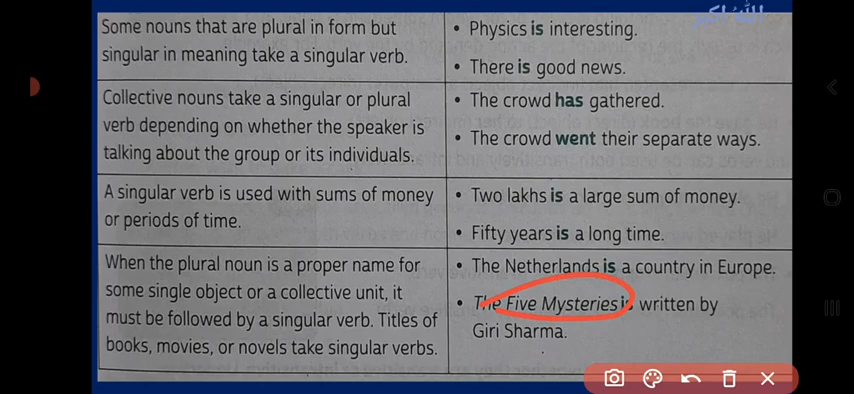 الله اكبر
Some nouns that are plural in form but
singular in meaning take a singular verb.
• Physics is interesting.
• There is good news.
Collective nouns take a singular or plural
verb depending on whether the speaker is
talking about the group or its individuals.
• The crowd has gathered.
• The crowd went their separate ways.
A singular verb is used with sums of money
or periods of time.
• Two lakhs is a large sum of money.
• Fifty years is a long time.
When the plural noun is a proper name for
some single object or a collective unit, it
must be followed by a singular verb. Titles of
books, movies, or novels take singular verbs.
• The Netherlands is a country in Europe.
• The Five Mysteries is written by
Giri Sharma.